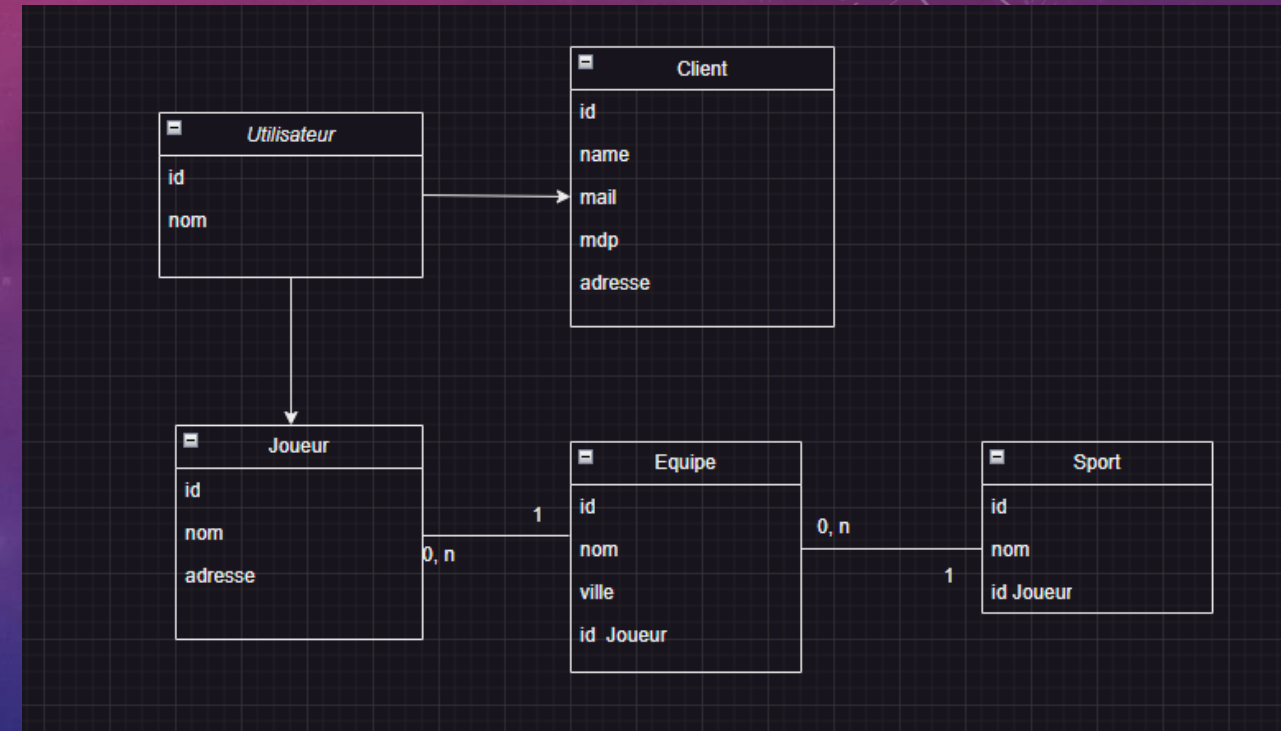 Client
id
name
mail
mdp
adresse
Utilisateur
id
nom
Joueur
id
nom
adresse
1
0, n
Equipe
id
nom
ville
id Joueur
0, n
1
Sport
id
nom
id Joueur